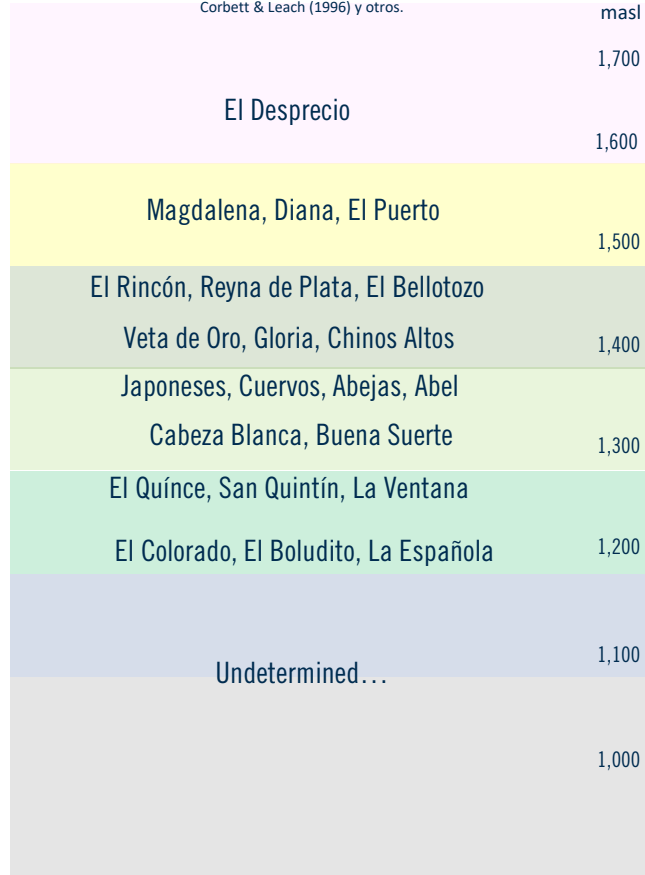 Corbett & Leach (1996) y otros.
masl
1,700
El Desprecio
1,600
Magdalena, Diana, El Puerto
1,500
El Rincón, Reyna de Plata, El Bellotozo
Veta de Oro, Gloria, Chinos Altos
1,400
Japoneses, Cuervos, Abejas, Abel
Cabeza Blanca, Buena Suerte
1,300
El Quínce, San Quintín, La Ventana
El Colorado, El Boludito, La Española
1,200
1,100
Undetermined...
1,000